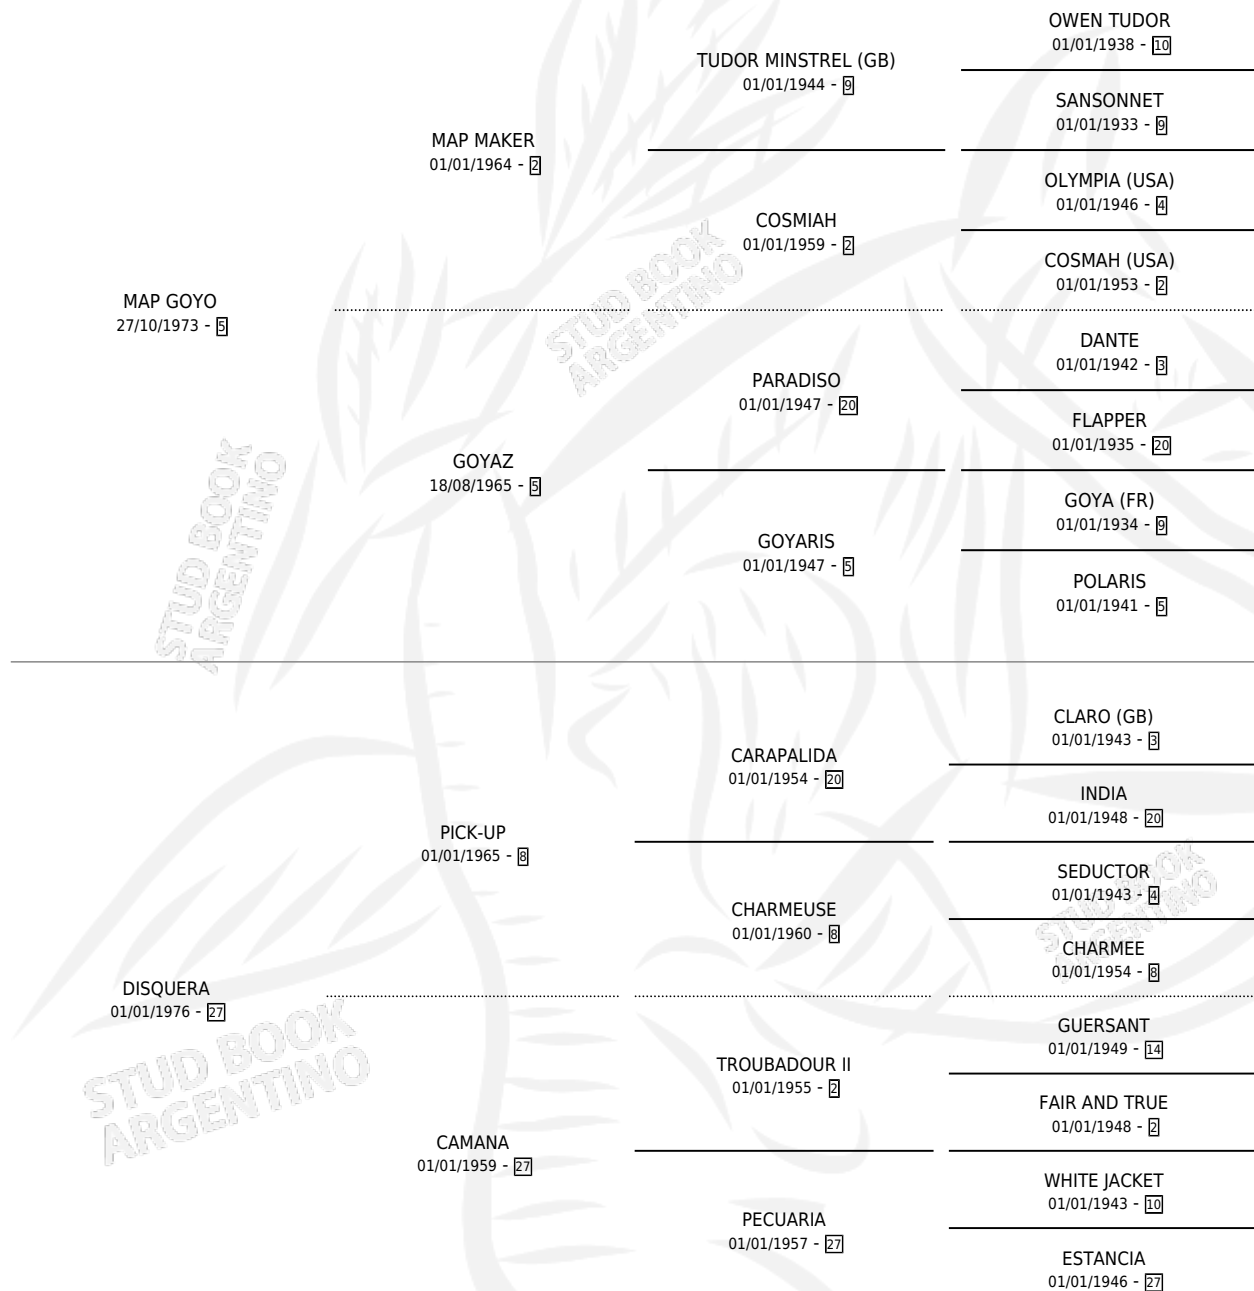 OWEN TUDOR
01/01/1938 - 10
TUDOR MINSTREL (GB)
01/01/1944 - 9
SANSONNET
01/01/1933 - 9
MAP MAKER
01/01/1964 - 2
OLYMPIA (USA)
01/01/1946 - 4
COSMIAH
01/01/1959 - 2
COSMAH (USA)
01/01/1953 - 2
MAP GOYO
27/10/1973 - 5
STUD BOOK
ARGENTINO
DANTE
01/01/1942 - 3
PARADISO
01/01/1947 - 20
FLAPPER
01/01/1935 - 20
GOYAZ
18/08/1965 - 5
GOYA (FR)
01/01/1934 - 9
GOYARIS
01/01/1947 - 5
POLARIS
01/01/1941 - 5
STUD BOOK
ARGENTINO
CLARO (GB)
01/01/1943 - 3
CARAPALIDA
01/01/1954 - 20
INDIA
01/01/1948 - 20
PICK-UP
01/01/1965 - 8
SEDUCTOR
01/01/1943 - 4
CHARMEUSE
01/01/1960 - 8
STUD BOOK
ARGENTINO
CHARMEE
01/01/1954 - 8
DISQUERA
01/01/1976 - 27
GUERSANT
01/01/1949 - 14
TROUBADOUR II
01/01/1955 - 2
STUD BOOK
ARGENTINO
FAIR AND TRUE
01/01/1948 - 2
CAMANA
01/01/1959 - 27
WHITE JACKET
01/01/1943 - 10
PECUARIA
01/01/1957 - 27
ESTANCIA
01/01/1946 - 27